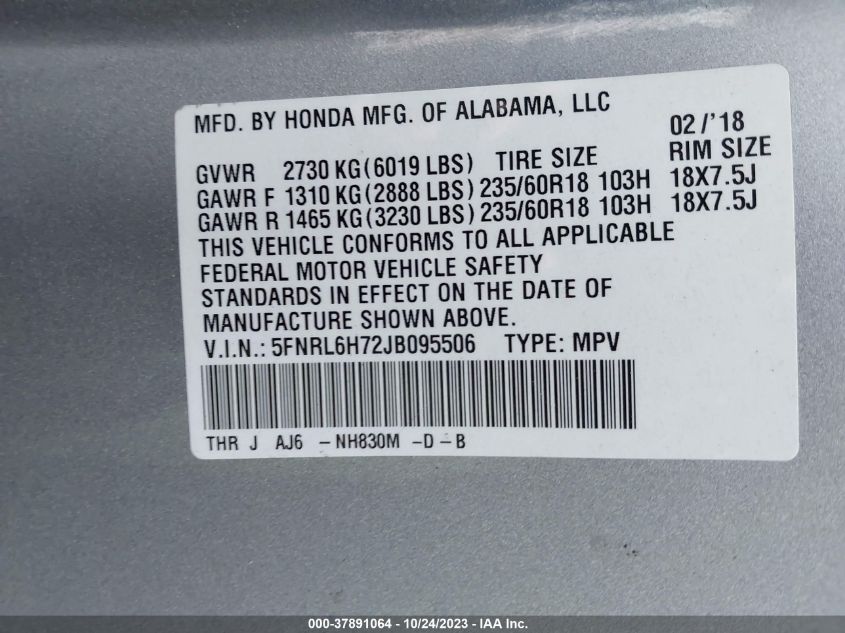 MFD. BY HONDA MFG. OF ALABAMA, LLC
02/'18
GVWR 2730 KG(6019 LBS) TIRE SIZE RIM SIZE
GAWR F 1310 KG(2888 LBS) 235/60R18 103H 18X7.5J
GAWR R 1465 KG(3230 LBS) 235/60R18 103H 18X7.5J
THIS VEHICLE CONFORMS TO ALL APPLICABLE
FEDERAL MOTOR VEHICLE SAFETY
STANDARDS IN EFFECT ON THE DATE OF
MANUFACTURE SHOWN ABOVE.
V.I.N.: 5FNRL6H72JB095506 TYPE: MPV
THR J AJ6 -NH830M -D-B
000-37891064 - 10/24/2023 - IAA Inc.